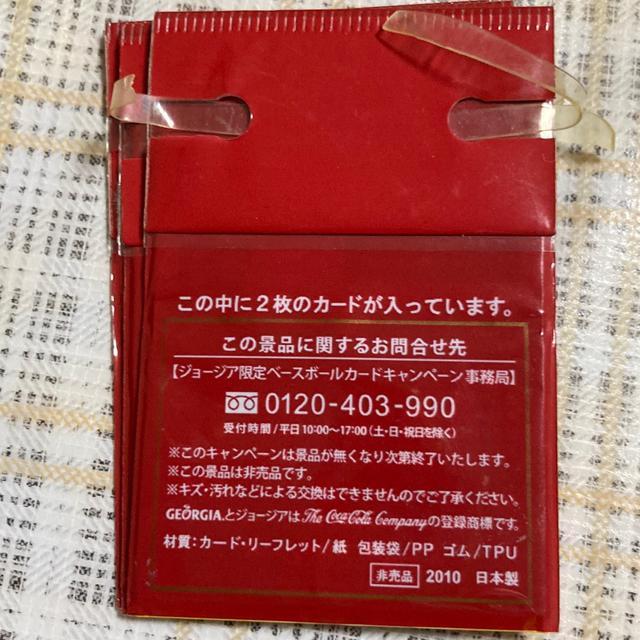 この中に2枚のカードが入っています。
この景品に関するお問合せ先
【ジョージア限定ベースボールカードキャンペーン事務局】
0120-403-990
受付時間/平日10:00〜17:00(土・日・祝日を除く)
※このキャンペーンは景品が無くなり次第終了いたします。
※この景品は非売品です。
※キズ・汚れなどによる交換はできませんのでご了承ください。
GEORGIA.とジョージアはThe Coca-Cola Companyの登録商標です。
材質:カード・リーフレット/紙 包装袋/PP ゴム/TPU
非売品 2010 日本製